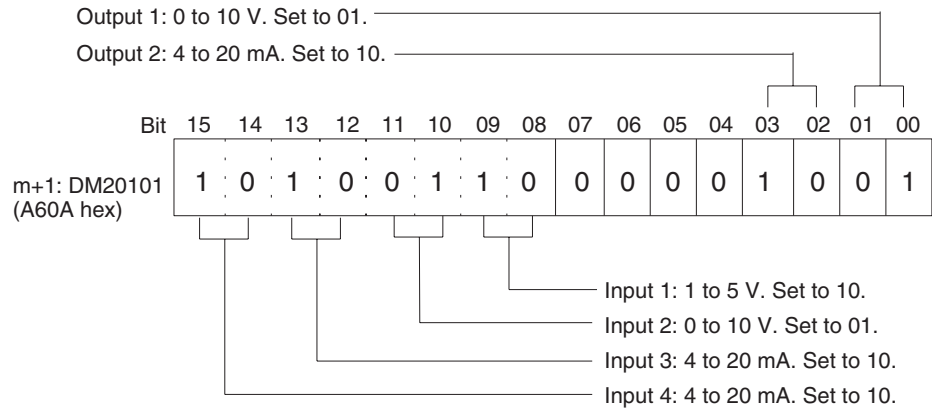 Output 1: 0 to 10 V. Set to 01.
Output 2: 4 to 20 mA. Set to 10.
Bit 15 14 13 12 11 10 09 08 07 06 05 04 03 02 01 00
m+1: DM20101 1 0 1 0 0 1 1 0 0 0 0 0 1 0 0 1
(A60A hex)
Input 1: 1 to 5 V. Set to 10.
Input 2: 0 to 10 V. Set to 01.
Input 3: 4 to 20 mA. Set to 10.
Input 4: 4 to 20 mA. Set to 10.